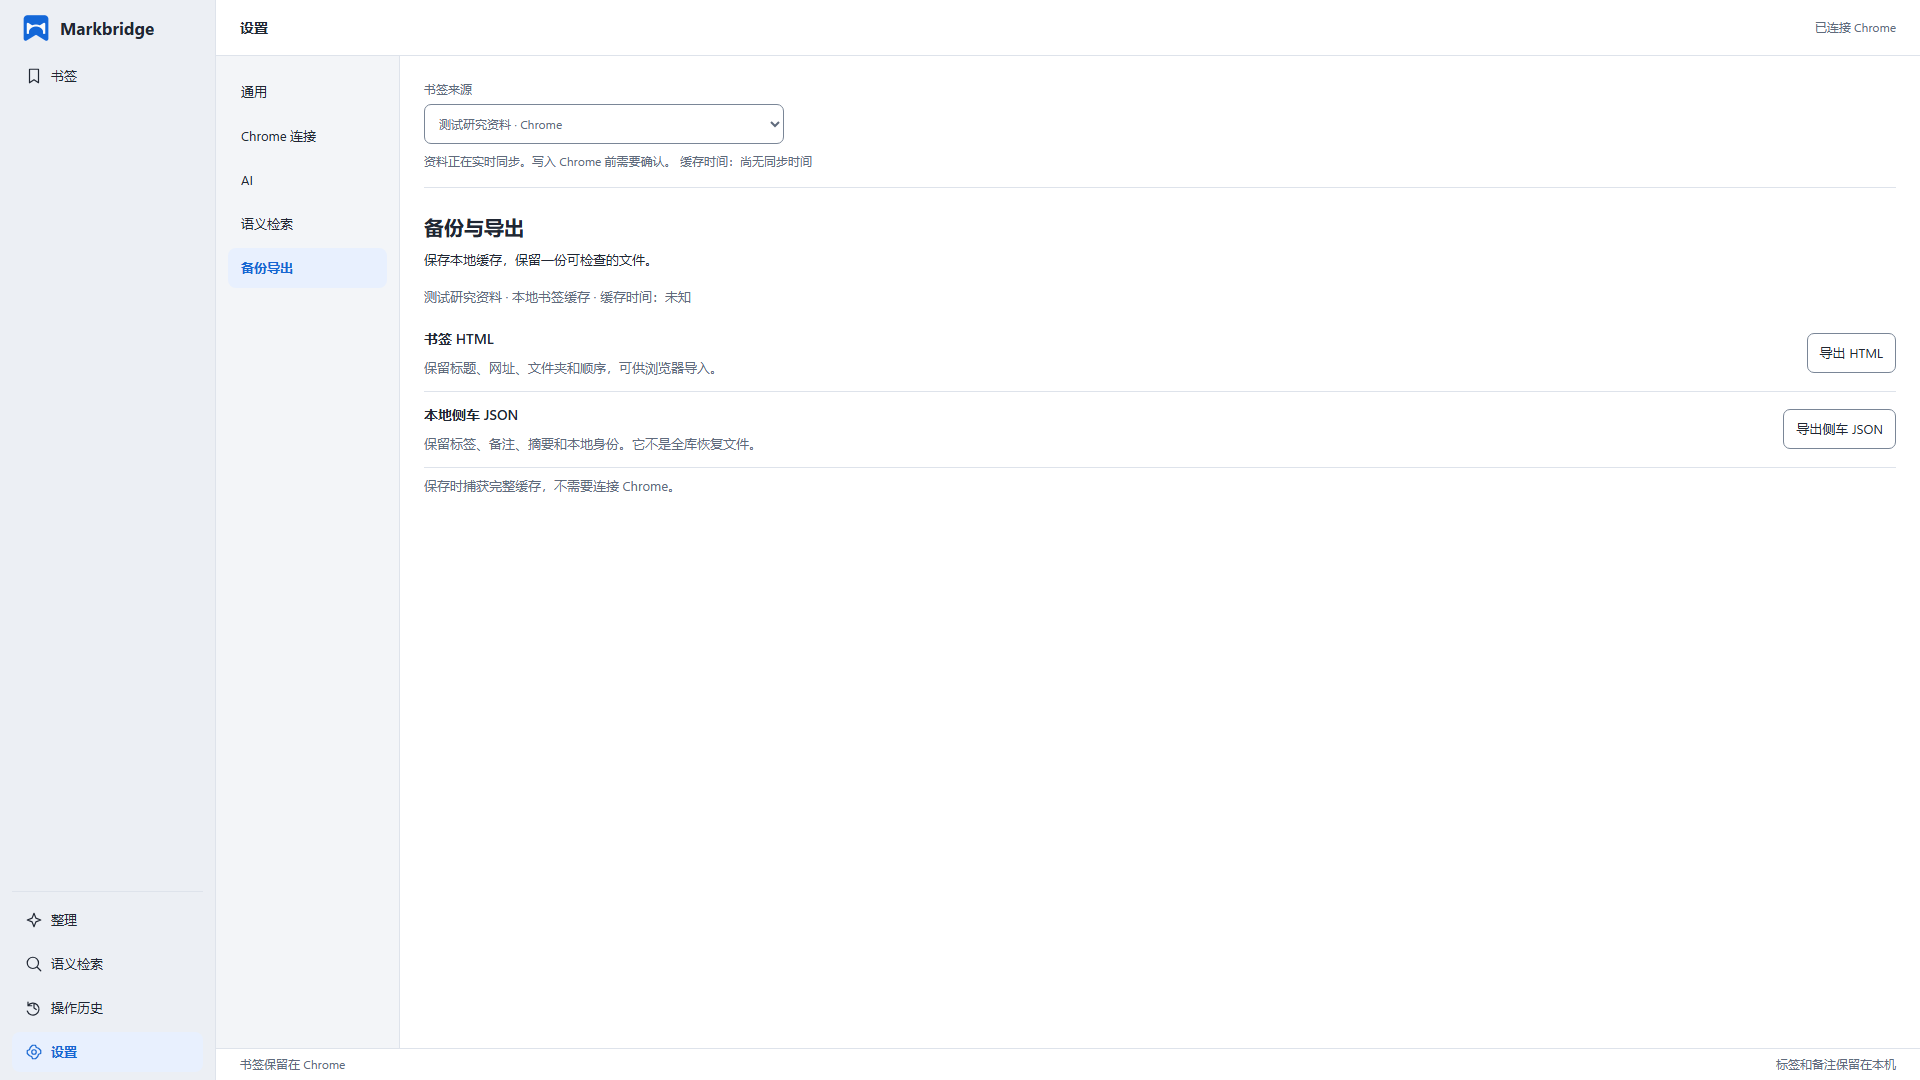 Markbridge
书签
整理
语义检索
操作历史
设置
设置
已连接 Chrome
通用
Chrome 连接
AI
语义检索
备份导出
书签来源
测试研究资料 · Chrome
资料正在实时同步。写入 Chrome 前需要确认。 缓存时间：尚无同步时间
备份与导出
保存本地缓存，保留一份可检查的文件。
测试研究资料 · 本地书签缓存 · 缓存时间：未知
书签 HTML
保留标题、网址、文件夹和顺序，可供浏览器导入。
导出 HTML
本地侧车 JSON
保留标签、备注、摘要和本地身份。它不是全库恢复文件。
导出侧车 JSON
保存时捕获完整缓存，不需要连接 Chrome。
书签保留在 Chrome
标签和备注保留在本机